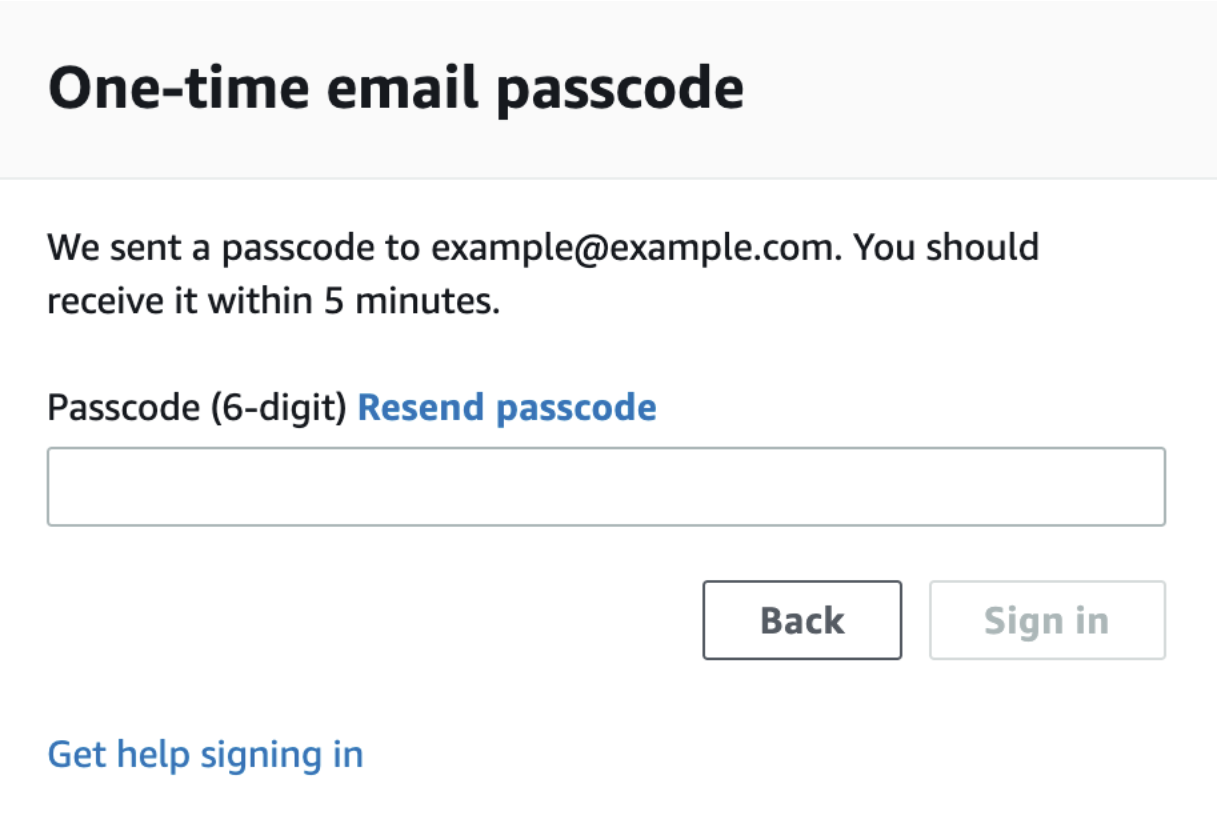 One-time email passcode
We sent a passcode to example@example.com. You should
receive it within 5 minutes.
Passcode (6-digit) Resend passcode
Back Sign in
Get help signing in